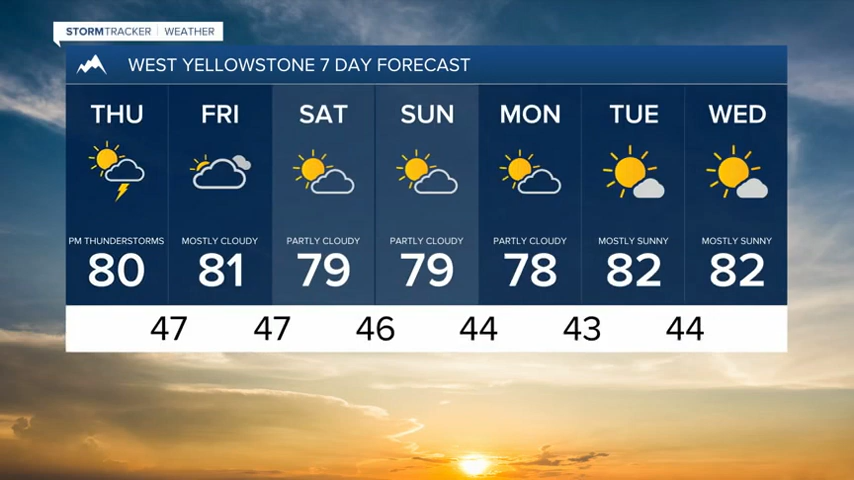 STORMTRACKER | WEATHER
WEST YELLOWSTONE 7 DAY FORECAST
THU FRI SAT SUN MON TUE WED
PM THUNDERSTORMS MOSTLY CLOUDY PARTLY CLOUDY PARTLY CLOUDY PARTLY CLOUDY MOSTLY SUNNY MOSTLY SUNNY
80 81 79 79 78 82 82
47 47 46 44 43 44